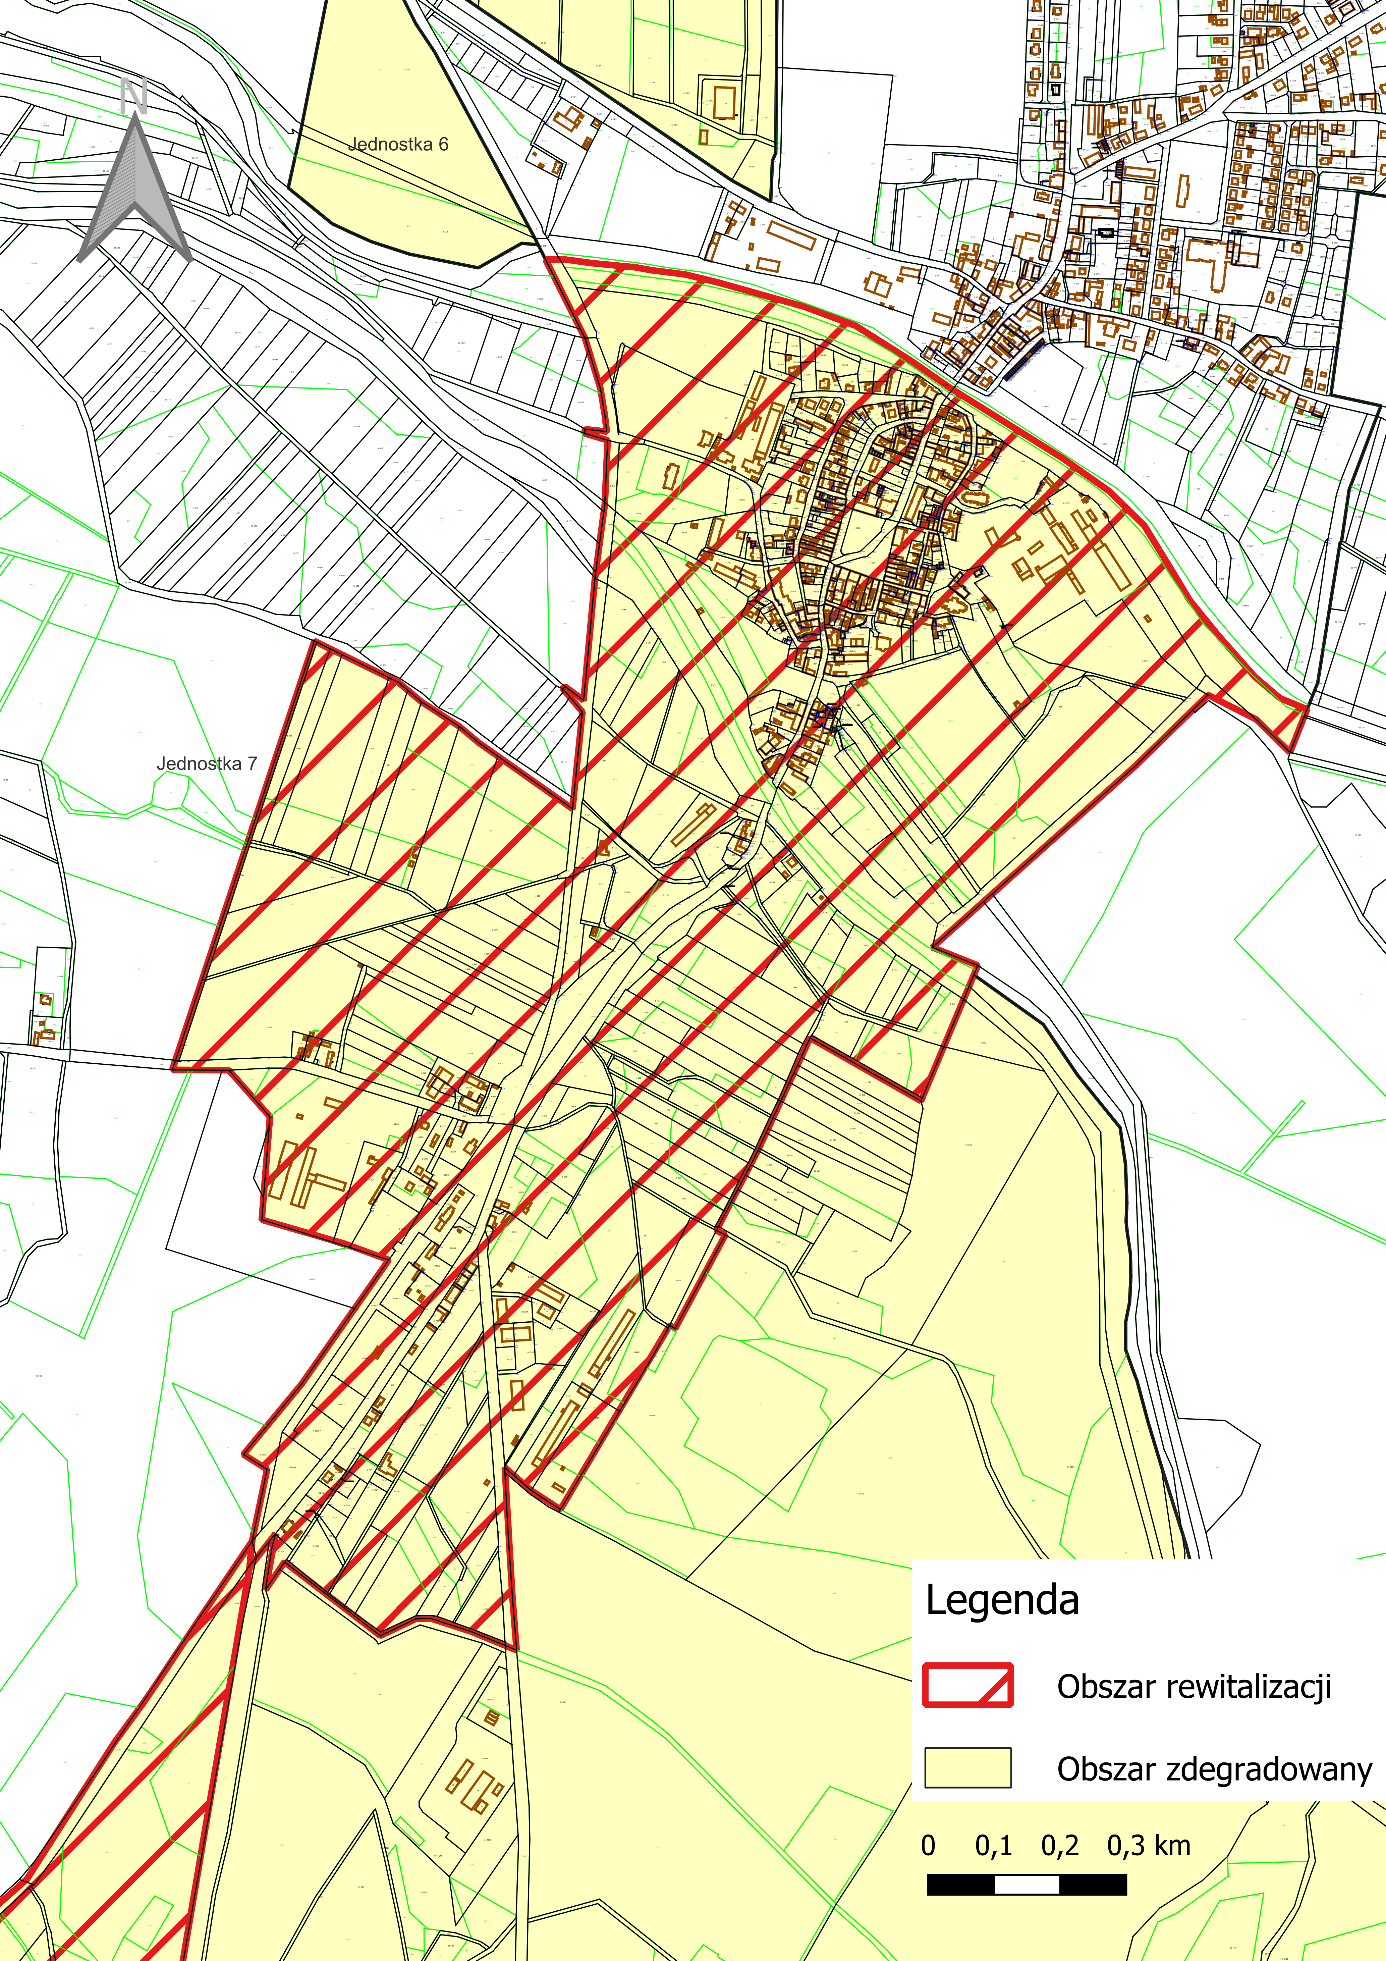 N
Jednostka 6
Jednostka 7
Legenda
Obszar rewitalizacji
Obszar zdegradowany
0 0,1 0,2 0,3 km